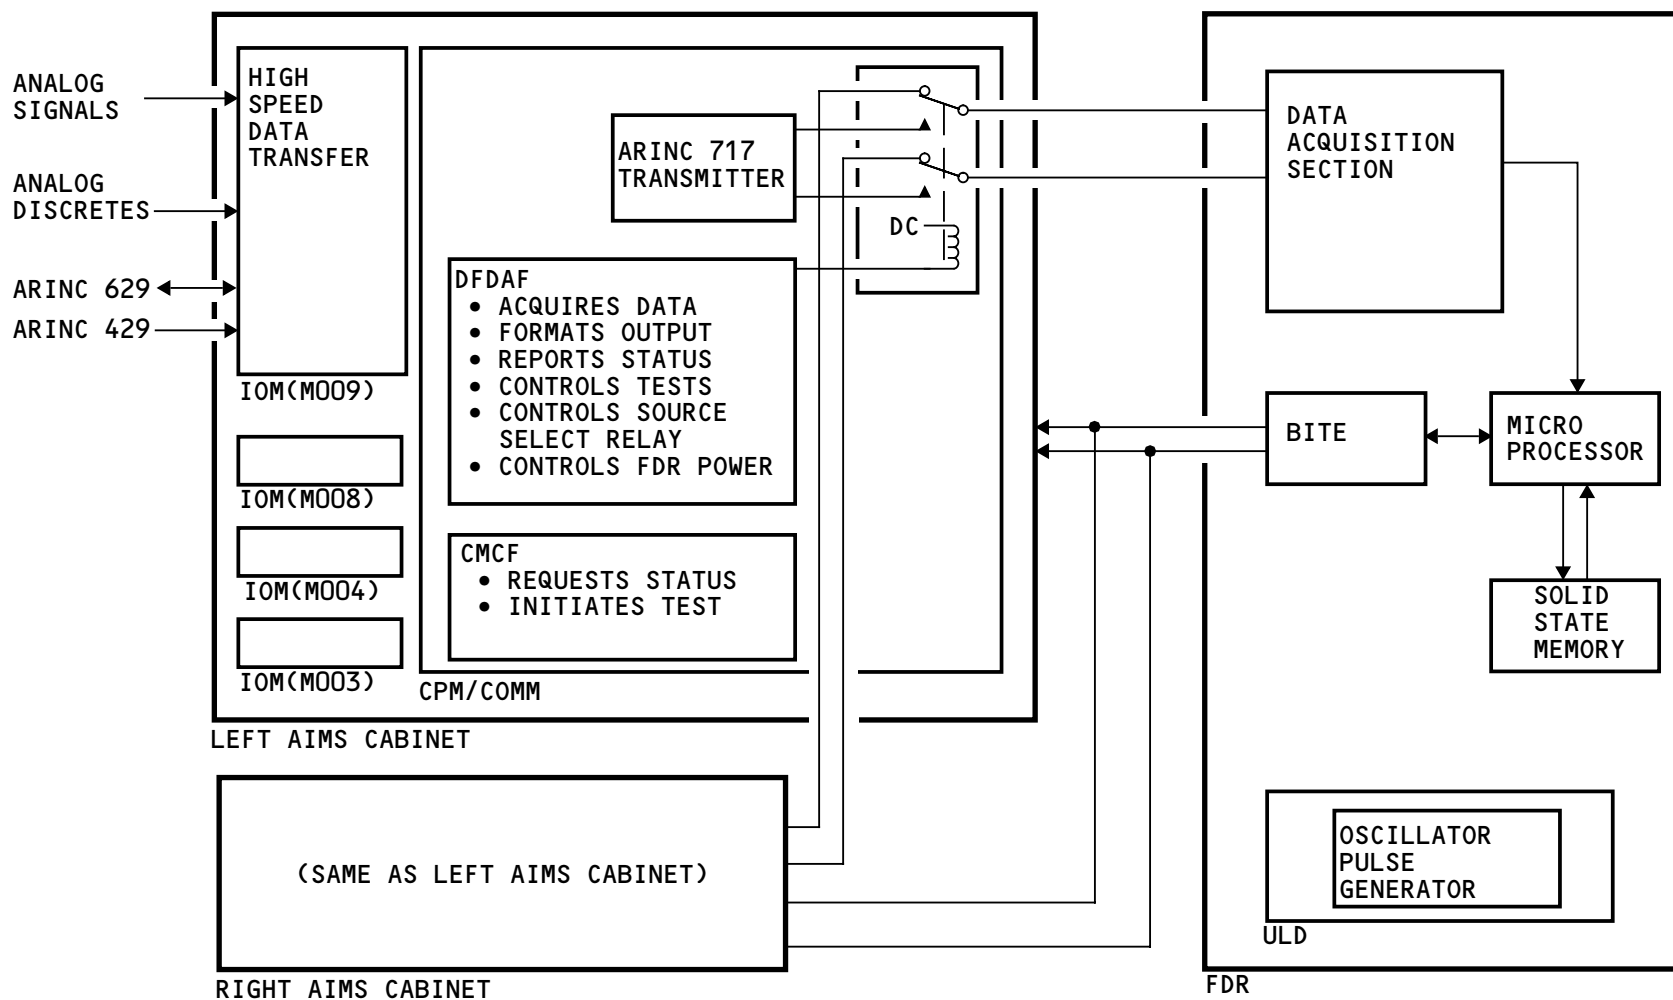 ANALOG
SIGNALS
ANALOG
DISCRETES
ARINC 629
ARINC 429
HIGH
SPEED
DATA
TRANSFER
IOM(M009)
IOM(M008)
IOM(M004)
IOM(M003)
ARINC 717
TRANSMITTER
DC
DFDAF
• ACQUIRES DATA
• FORMATS OUTPUT
• REPORTS STATUS
• CONTROLS TESTS
• CONTROLS SOURCE
SELECT RELAY
• CONTROLS FDR POWER
CMCF
• REQUESTS STATUS
• INITIATES TEST
CPM/COMM
LEFT AIMS CABINET
(SAME AS LEFT AIMS CABINET)
RIGHT AIMS CABINET
DATA
ACQUISITION
SECTION
BITE
MICRO
PROCESSOR
SOLID
STATE
MEMORY
OSCILLATOR
PULSE
GENERATOR
ULD
FDR